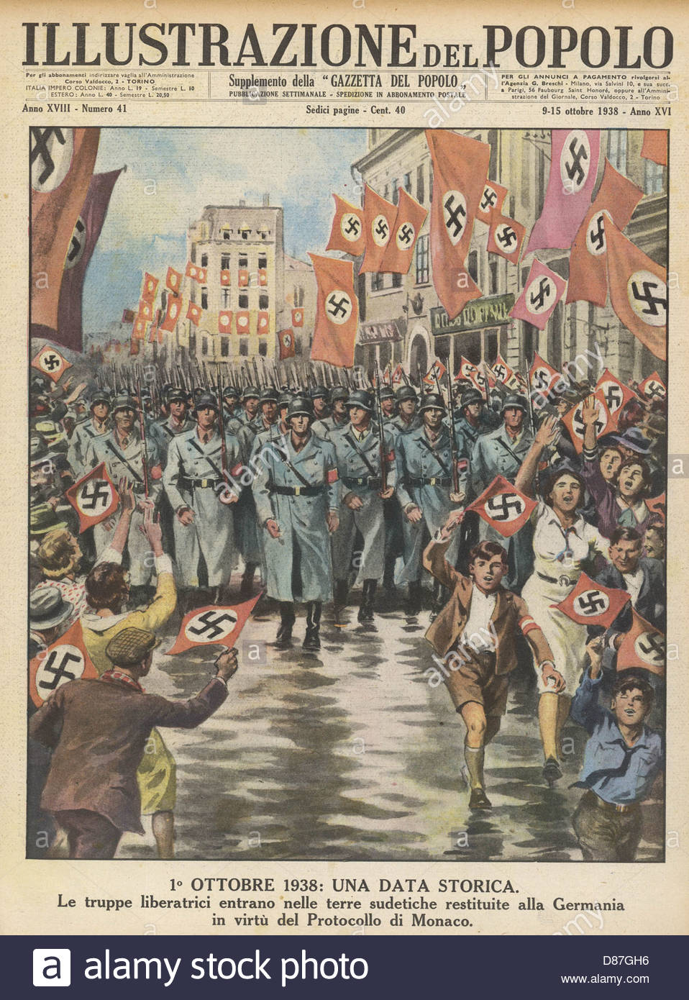 ILLUSTRAZIONE DEL POPOLO
Per gli abbonamenti indirizzare vaglia all'Amministrazione
Corso Valdocco, 2 - TORINO
ITALIA IMPERO COLONIE: Anno L. 19 - Semestre L. 10
ESTERO: Anno L. 40 - Semestre L. 20,50
Supplemento della "GAZZETTA DEL POPOLO„
PUBBLICAZIONE SETTIMANALE - SPEDIZIONE IN ABBONAMENTO POSTALE
PER GLI ANNUNCI A PAGAMENTO rivolgersi al-
l'Agenzia G. Breschi - Milano, via Salvini 10, e sua succ.
a Parigi, 56 Faubourg Saint Honoré, oppure all'Ammini-
strazione del Giornale, Corso Valdocco, 2 - Torino
Anno XVIII - Numero 41
Sedici pagine - Cent. 40
9-15 ottobre 1938 - Anno XVI
1º OTTOBRE 1938: UNA DATA STORICA.
Le truppe liberatrici entrano nelle terre sudetiche restituite alla Germania
in virtù del Protocollo di Monaco.
a alamy stock photo
D87GH6
www.alamy.com